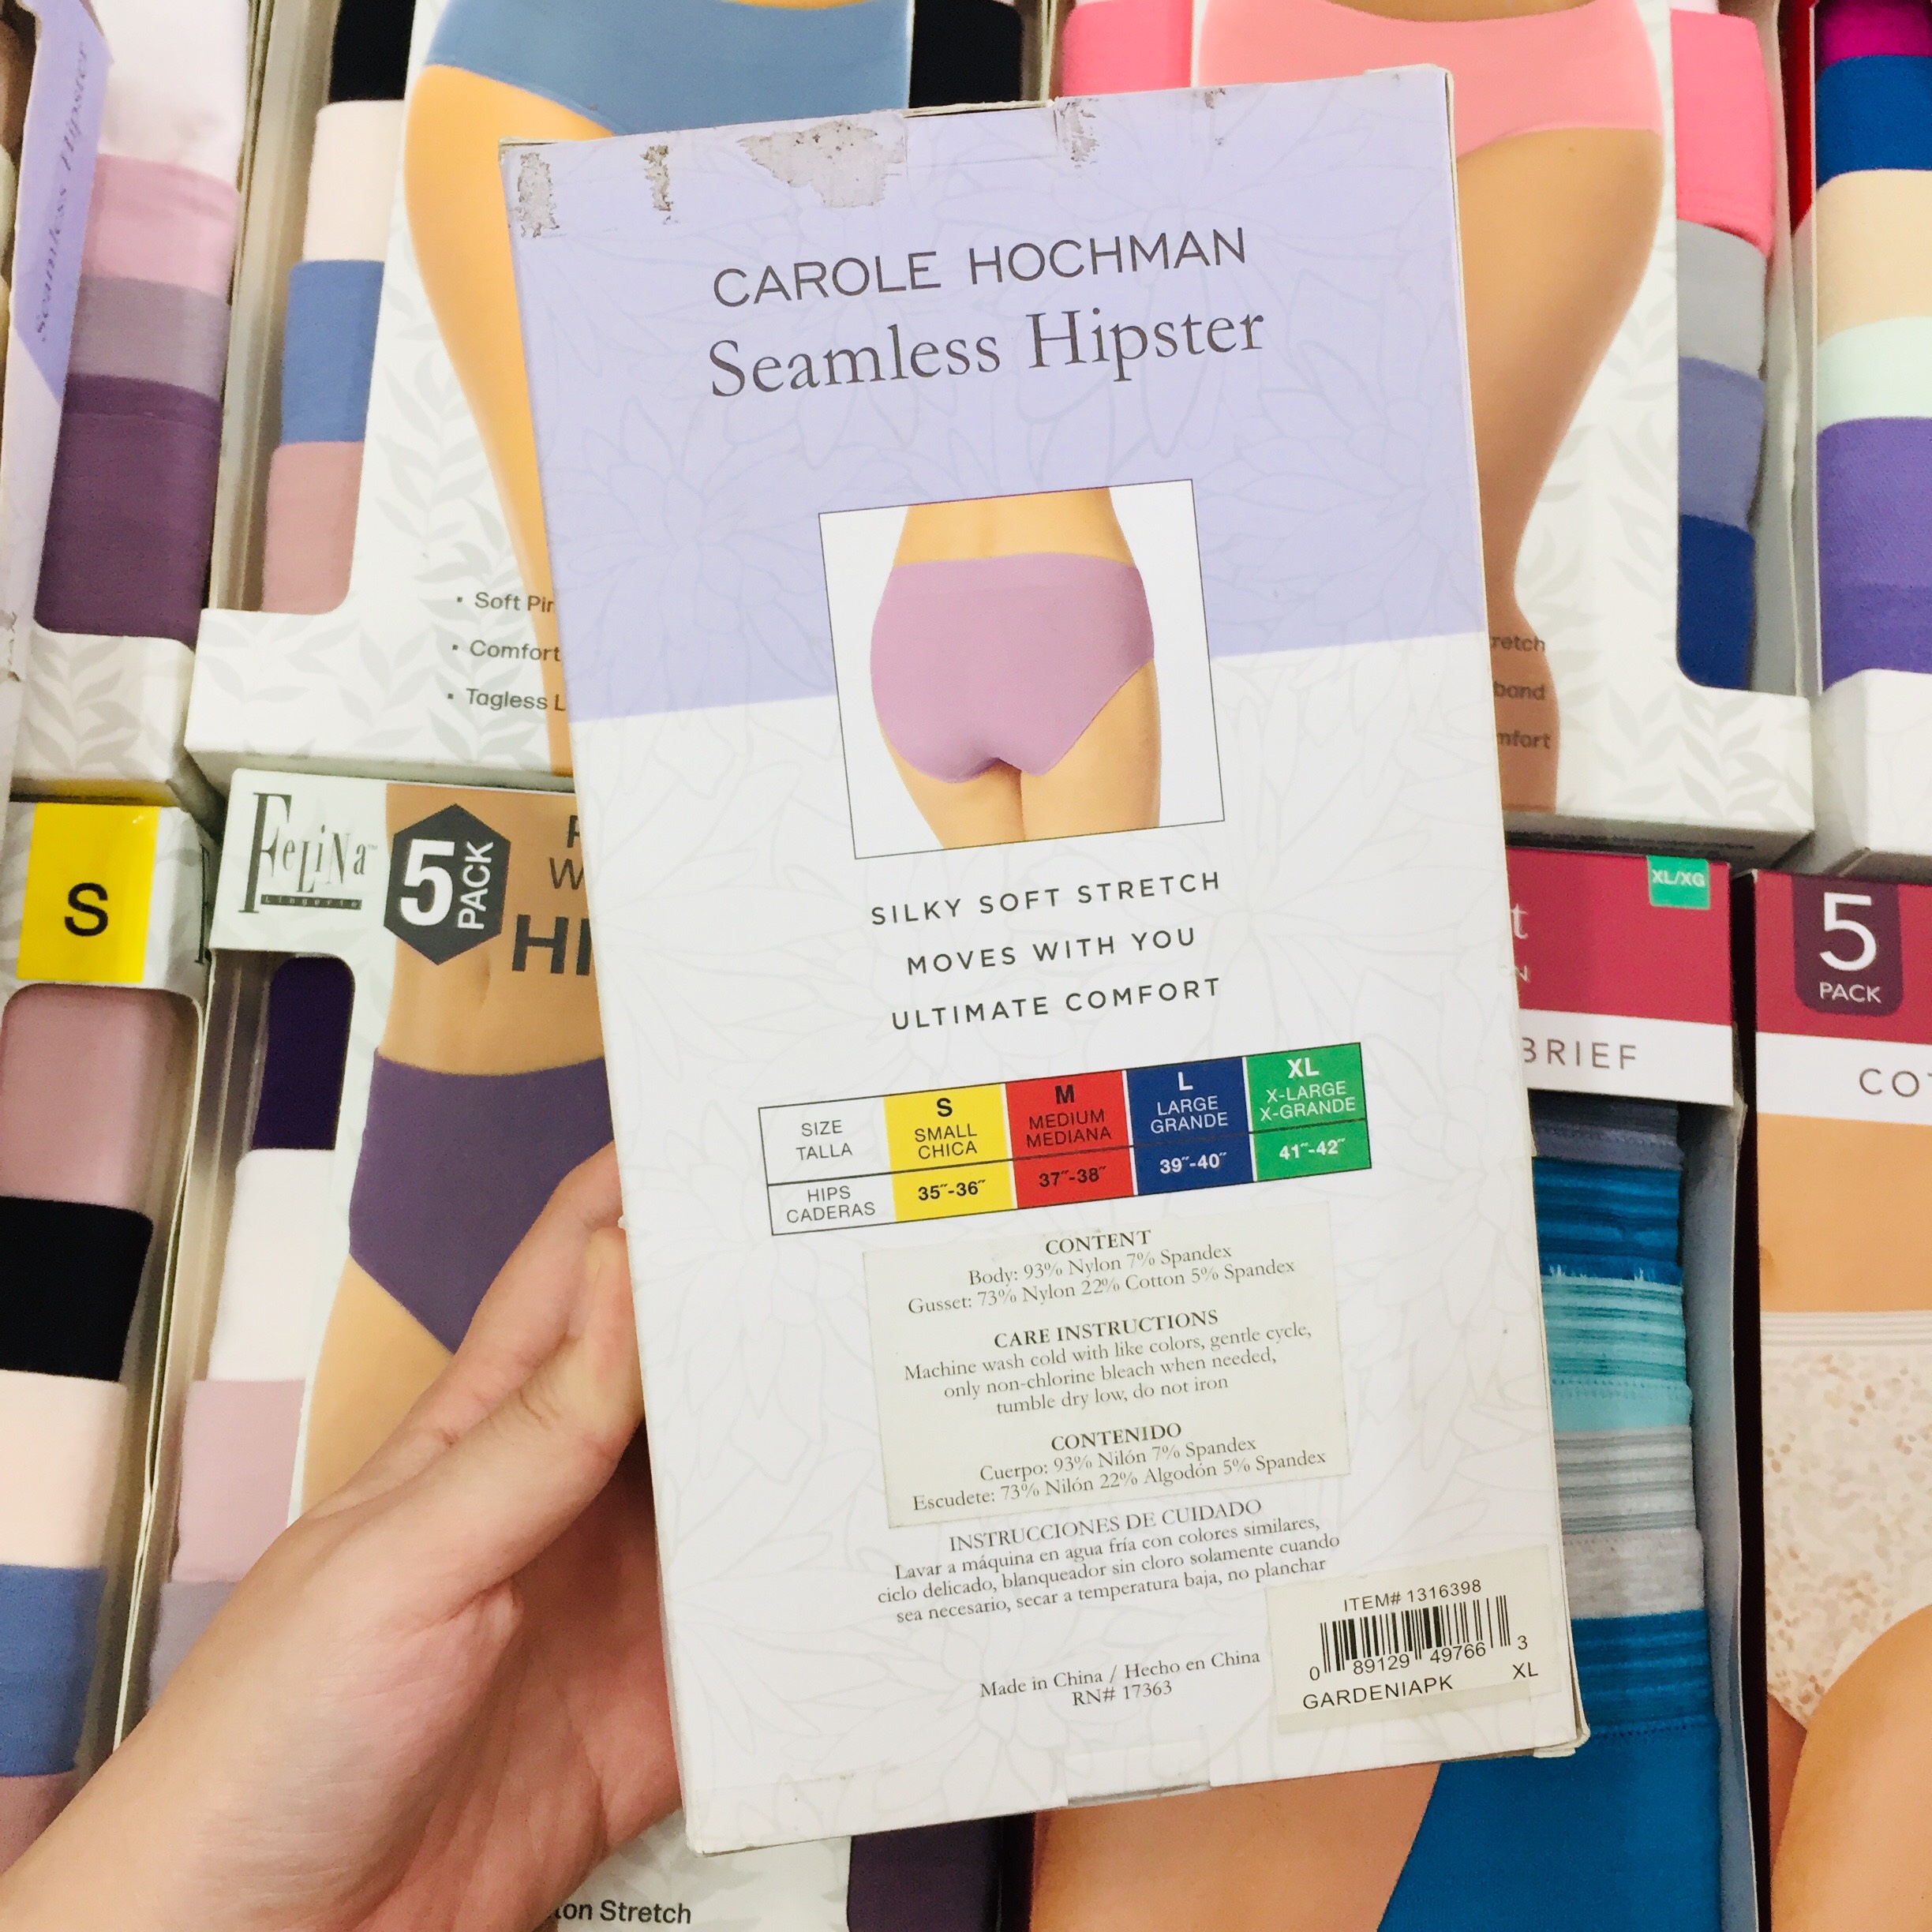 CAROLE HOCHMAN
Seamless Hipster
SILKY SOFT STRETCH
MOVES WITH YOU
ULTIMATE COMFORT
SIZE
TALLA
S
SMALL
CHICA
M
MEDIUM
MEDIANA
L
LARGE
GRANDE
XL
X-LARGE
X-GRANDE
HIPS
CADERAS
35˝-36˝
37˝-38˝
39˝-40˝
41˝-42˝
CONTENT
Body: 93% Nylon 7% Spandex
Gusset: 73% Nylon 22% Cotton 5% Spandex
CARE INSTRUCTIONS
Machine wash cold with like colors, gentle cycle,
only non-chlorine bleach when needed,
tumble dry low, do not iron
CONTENIDO
Cuerpo: 93% Nilón 7% Spandex
Escudete: 73% Nilón 22% Algodón 5% Spandex
INSTRUCCIONES DE CUIDADO
Lavar a máquina en agua fría con colores similares,
ciclo delicado, blanqueador sin cloro solamente cuando
sea necesario, secar a temperatura baja, no planchar
Made in China / Hecho en China
RN# 17363
ITEM# 1316398
0 89129 49766 3
GARDENIAPK XL
Seamless Hipster
• Soft
• Comfort
• Tagless
S
FELINA
Lingerie
5
PACK
XL/XG
BRIEF
5
PACK
Stretch